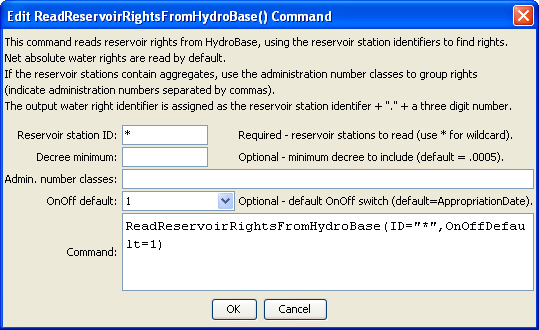 Edit ReadReservoirRightsFromHydroBase() Command
This command reads reservoir rights from HydroBase, using the reservoir station identifiers to find rights.
Net absolute water rights are read by default.
If the reservoir stations contain aggregates, use the administration number classes to group rights
(indicate administration numbers separated by commas).
The output water right identifier is assigned as the reservoir station identifer + "." + a three digit number.
Reservoir station ID: * Required - reservoir stations to read (use * for wildcard).
Decree minimum: Optional - minimum decree to include (default = .0005).
Admin. number classes:
OnOff default: 1 Optional - default OnOff switch (default=AppropriationDate).
Command: ReadReservoirRightsFromHydroBase(ID="*",OnOffDefau
lt=1)
OK Cancel